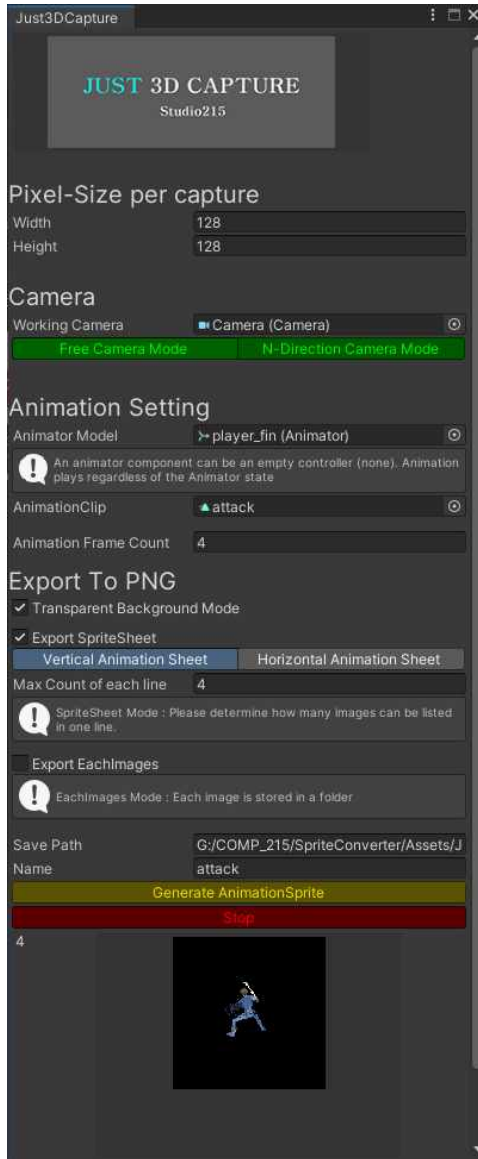 Just3DCapture
JUST 3D CAPTURE
Studio215
Pixel-Size per capture
Width 128
Height 128
Camera
Working Camera Camera (Camera)
Free Camera Mode N-Direction Camera Mode
Animation Setting
Animator Model player_fin (Animator)
An animator component can be an empty controller (none). Animation
plays regardless of the Animator state
AnimationClip attack
Animation Frame Count 4
Export To PNG
Transparent Background Mode
Export SpriteSheet
Vertical Animation Sheet Horizontal Animation Sheet
Max Count of each line 4
SpriteSheet Mode : Please determine how many images can be listed
in one line.
Export EachImages
EachImages Mode : Each image is stored in a folder
Save Path G:/COMP_215/SpriteConverter/Assets/J
Name attack
Generate AnimationSprite
Stop
4